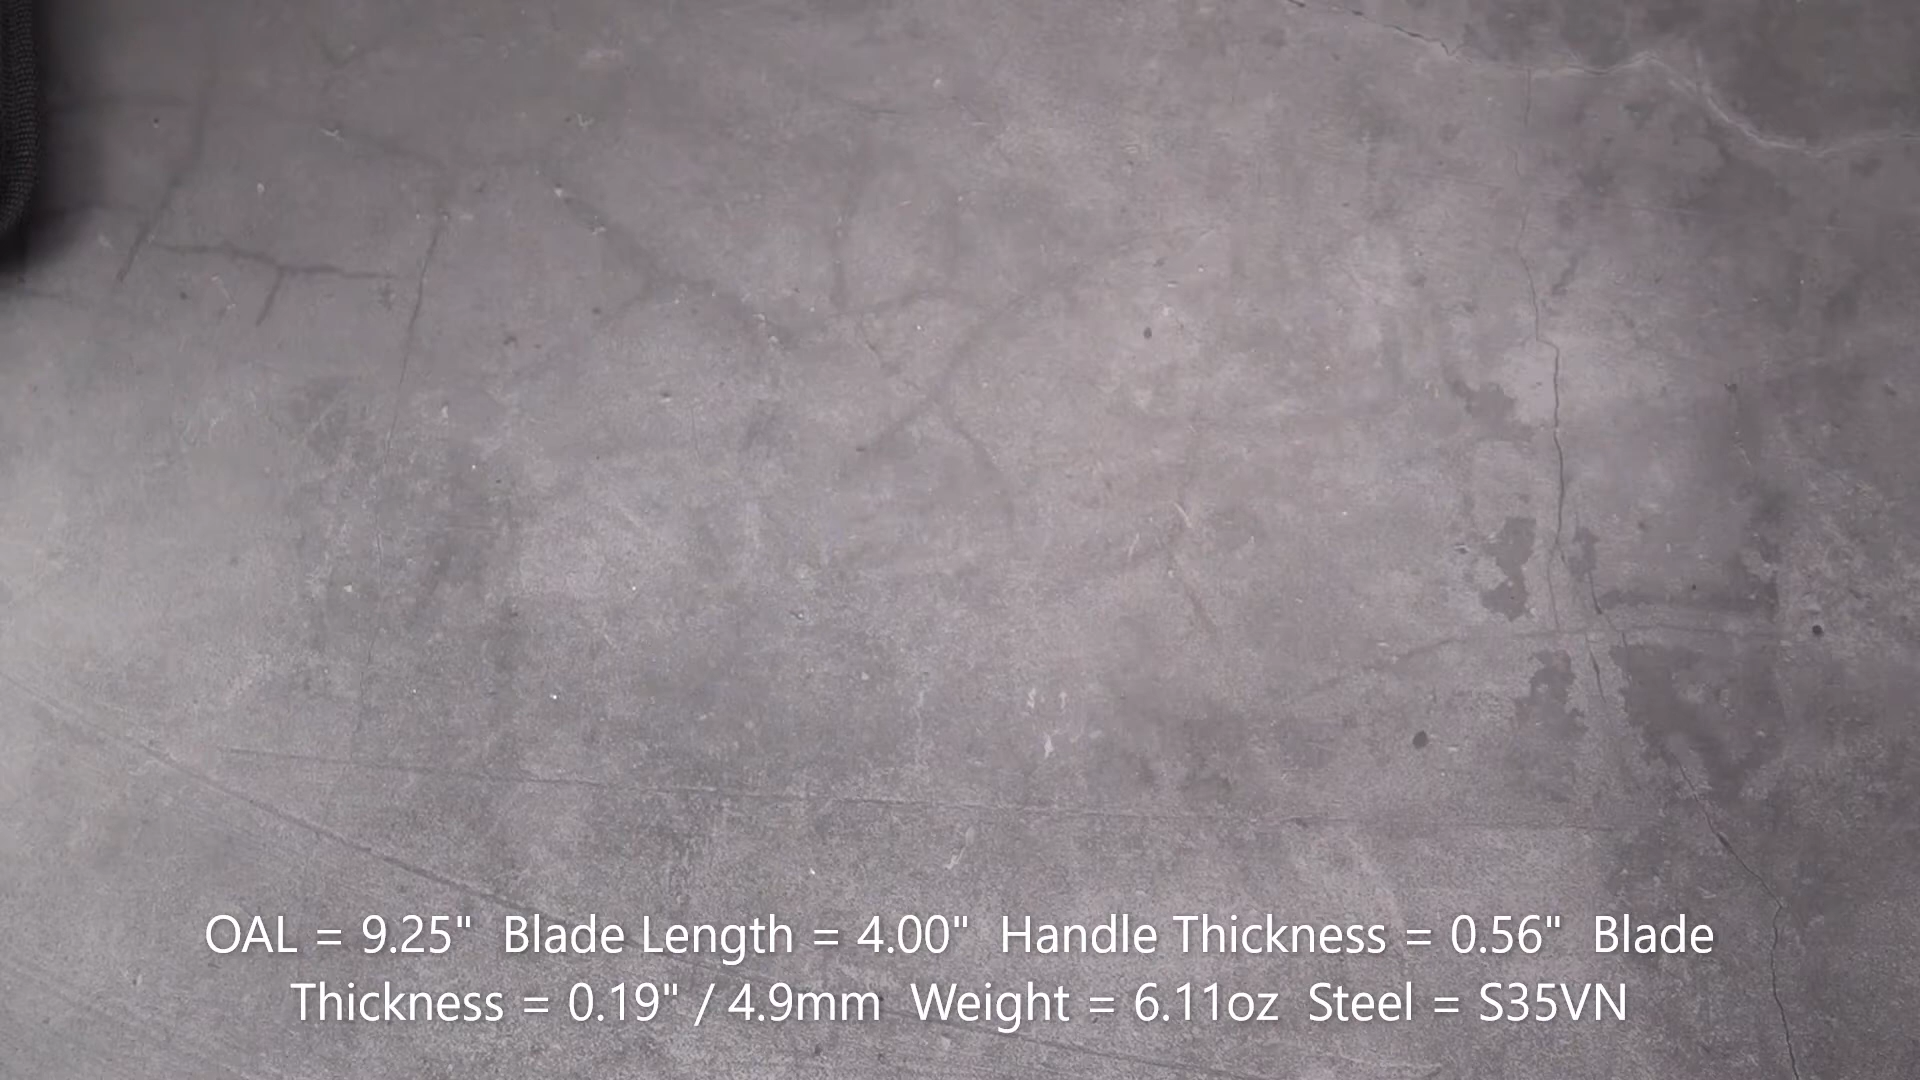 OAL = 9.25"  Blade Length = 4.00"  Handle Thickness = 0.56"  Blade
Thickness = 0.19" / 4.9mm  Weight = 6.11oz  Steel = S35VN